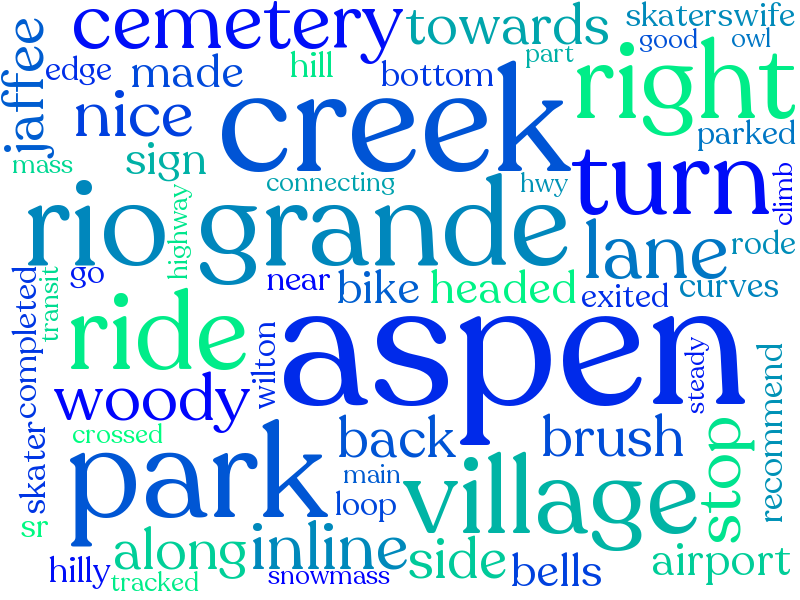 cemetery
towards
skaterswife
good
owl
part
jaffee
edge
made
hill
bottom
right
nice
creek
parked
mass
sign
connecting
hwy
turn
climb
rio grande
highway
lane
rode
completed
transit
go
near
bike
headed
exited
curves
ride
wilton
aspen
steady
recommend
woody
crossed
skater
park
back
brush
stop
main
loop
village
sr
along
inline
side
airport
hilly
tracked
snowmass
bells